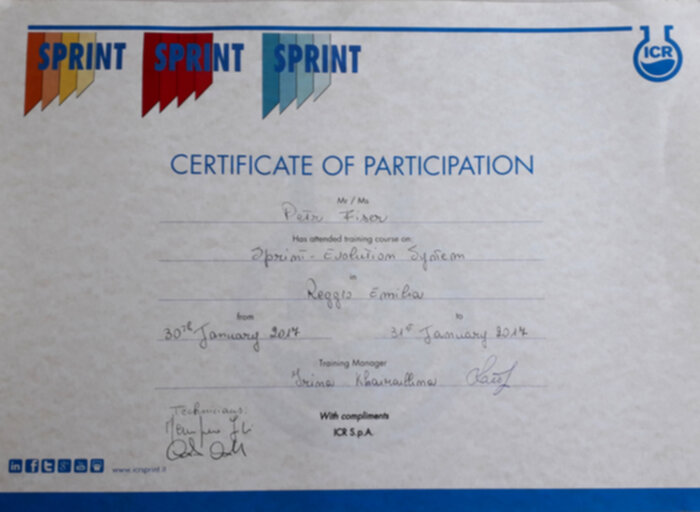 SPRINT SPRINT SPRINT
ICR
CERTIFICATE OF PARTICIPATION
Mr / Ms
Petr Fiser
Has attended training course on:
Sprint - Evolution System
in
Reggio Emilia
from to
30th January 2017 31st January 2017
Training Manager
Irina
Technicians:
With compliments
ICR S.p.A.
www.icrsprint.it